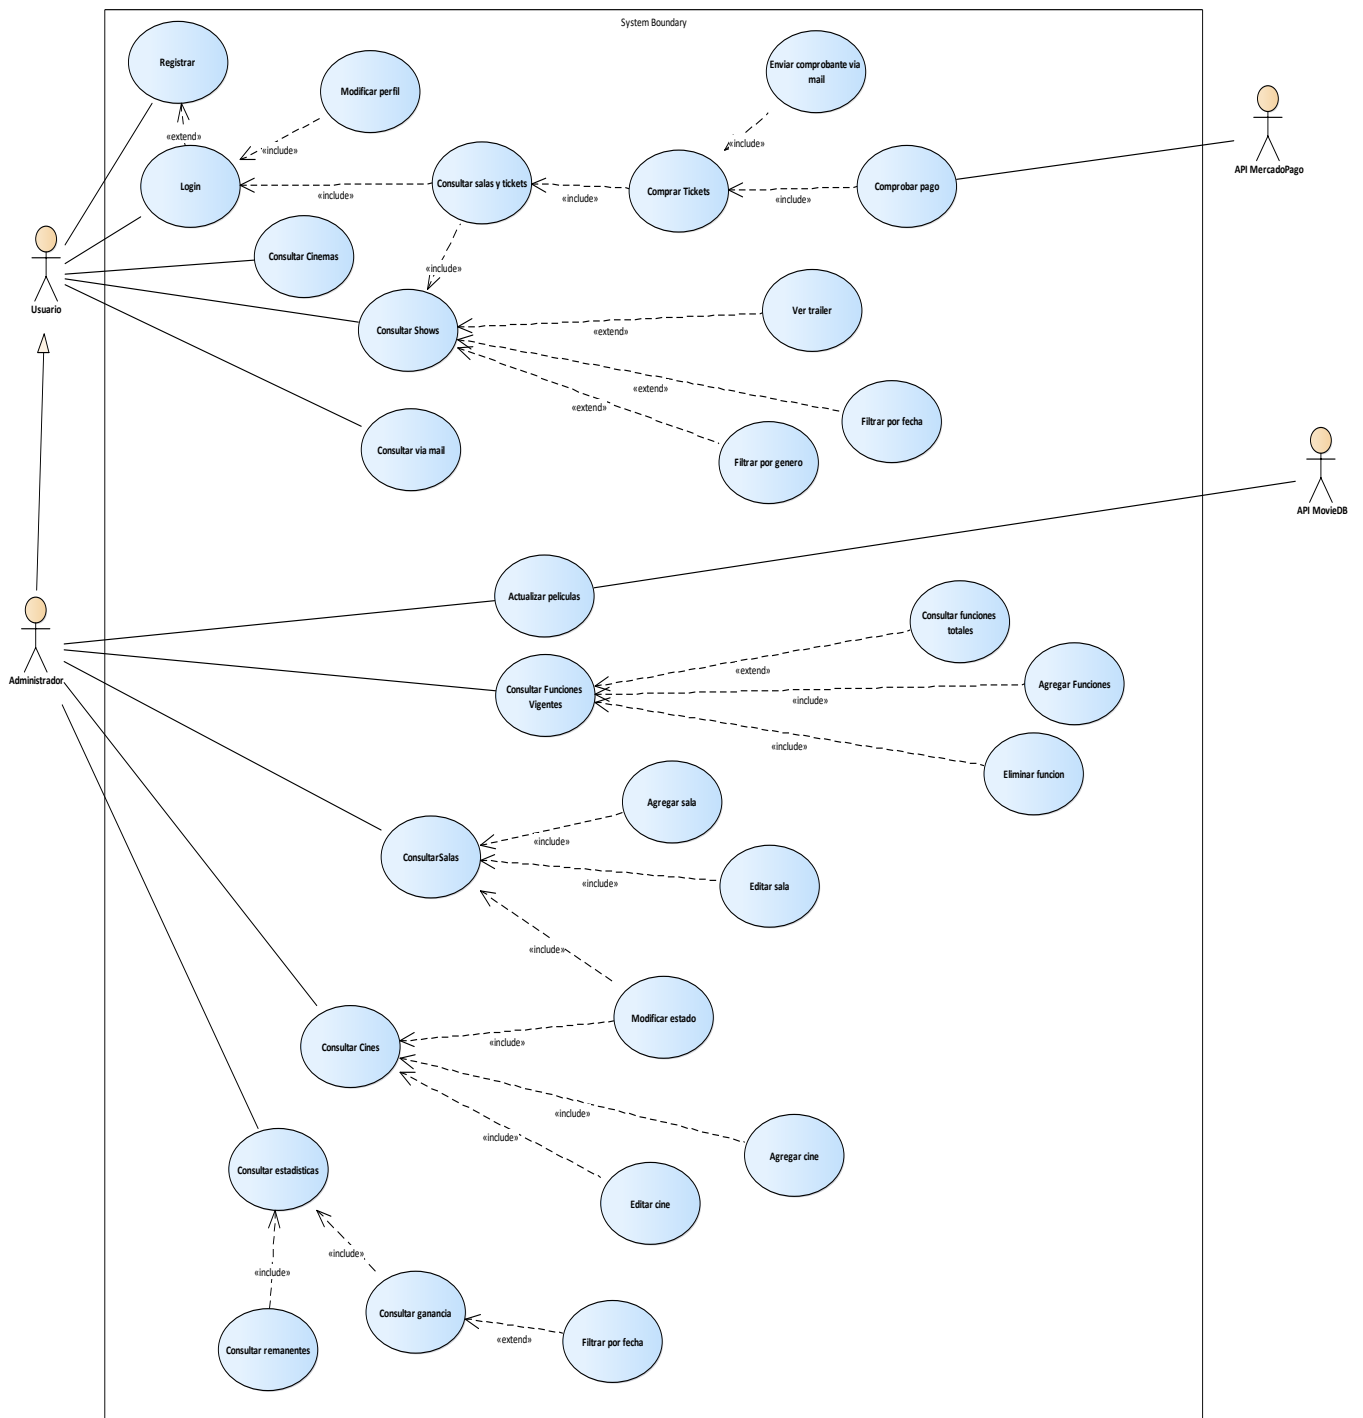 System Boundary
Registrar
Enviar comprobante via
mail
Modificar perfil
«extend»
«include»
«include»
API MercadoPago
Login
Consultar salas y tickets
Comprar Tickets
Comprobar pago
«include»
«include»
«include»
Consultar Cinemas
«include»
Usuario
Consultar Shows
Ver trailer
«extend»
«extend»
«extend»
Filtrar por fecha
Consultar via mail
Filtrar por genero
API MovieDB
Actualizar peliculas
Consultar funciones
totales
Administrador
«extend»
Consultar Funciones
Vigentes
Agregar Funciones
«include»
«include»
Eliminar funcion
Agregar sala
«include»
ConsultarSalas
«include»
Editar sala
«include»
Modificar estado
«include»
Consultar Cines
«include»
«include»
Agregar cine
Consultar estadisticas
Editar cine
«include»
«include»
Consultar ganancia
«extend»
Filtrar por fecha
Consultar remanentes